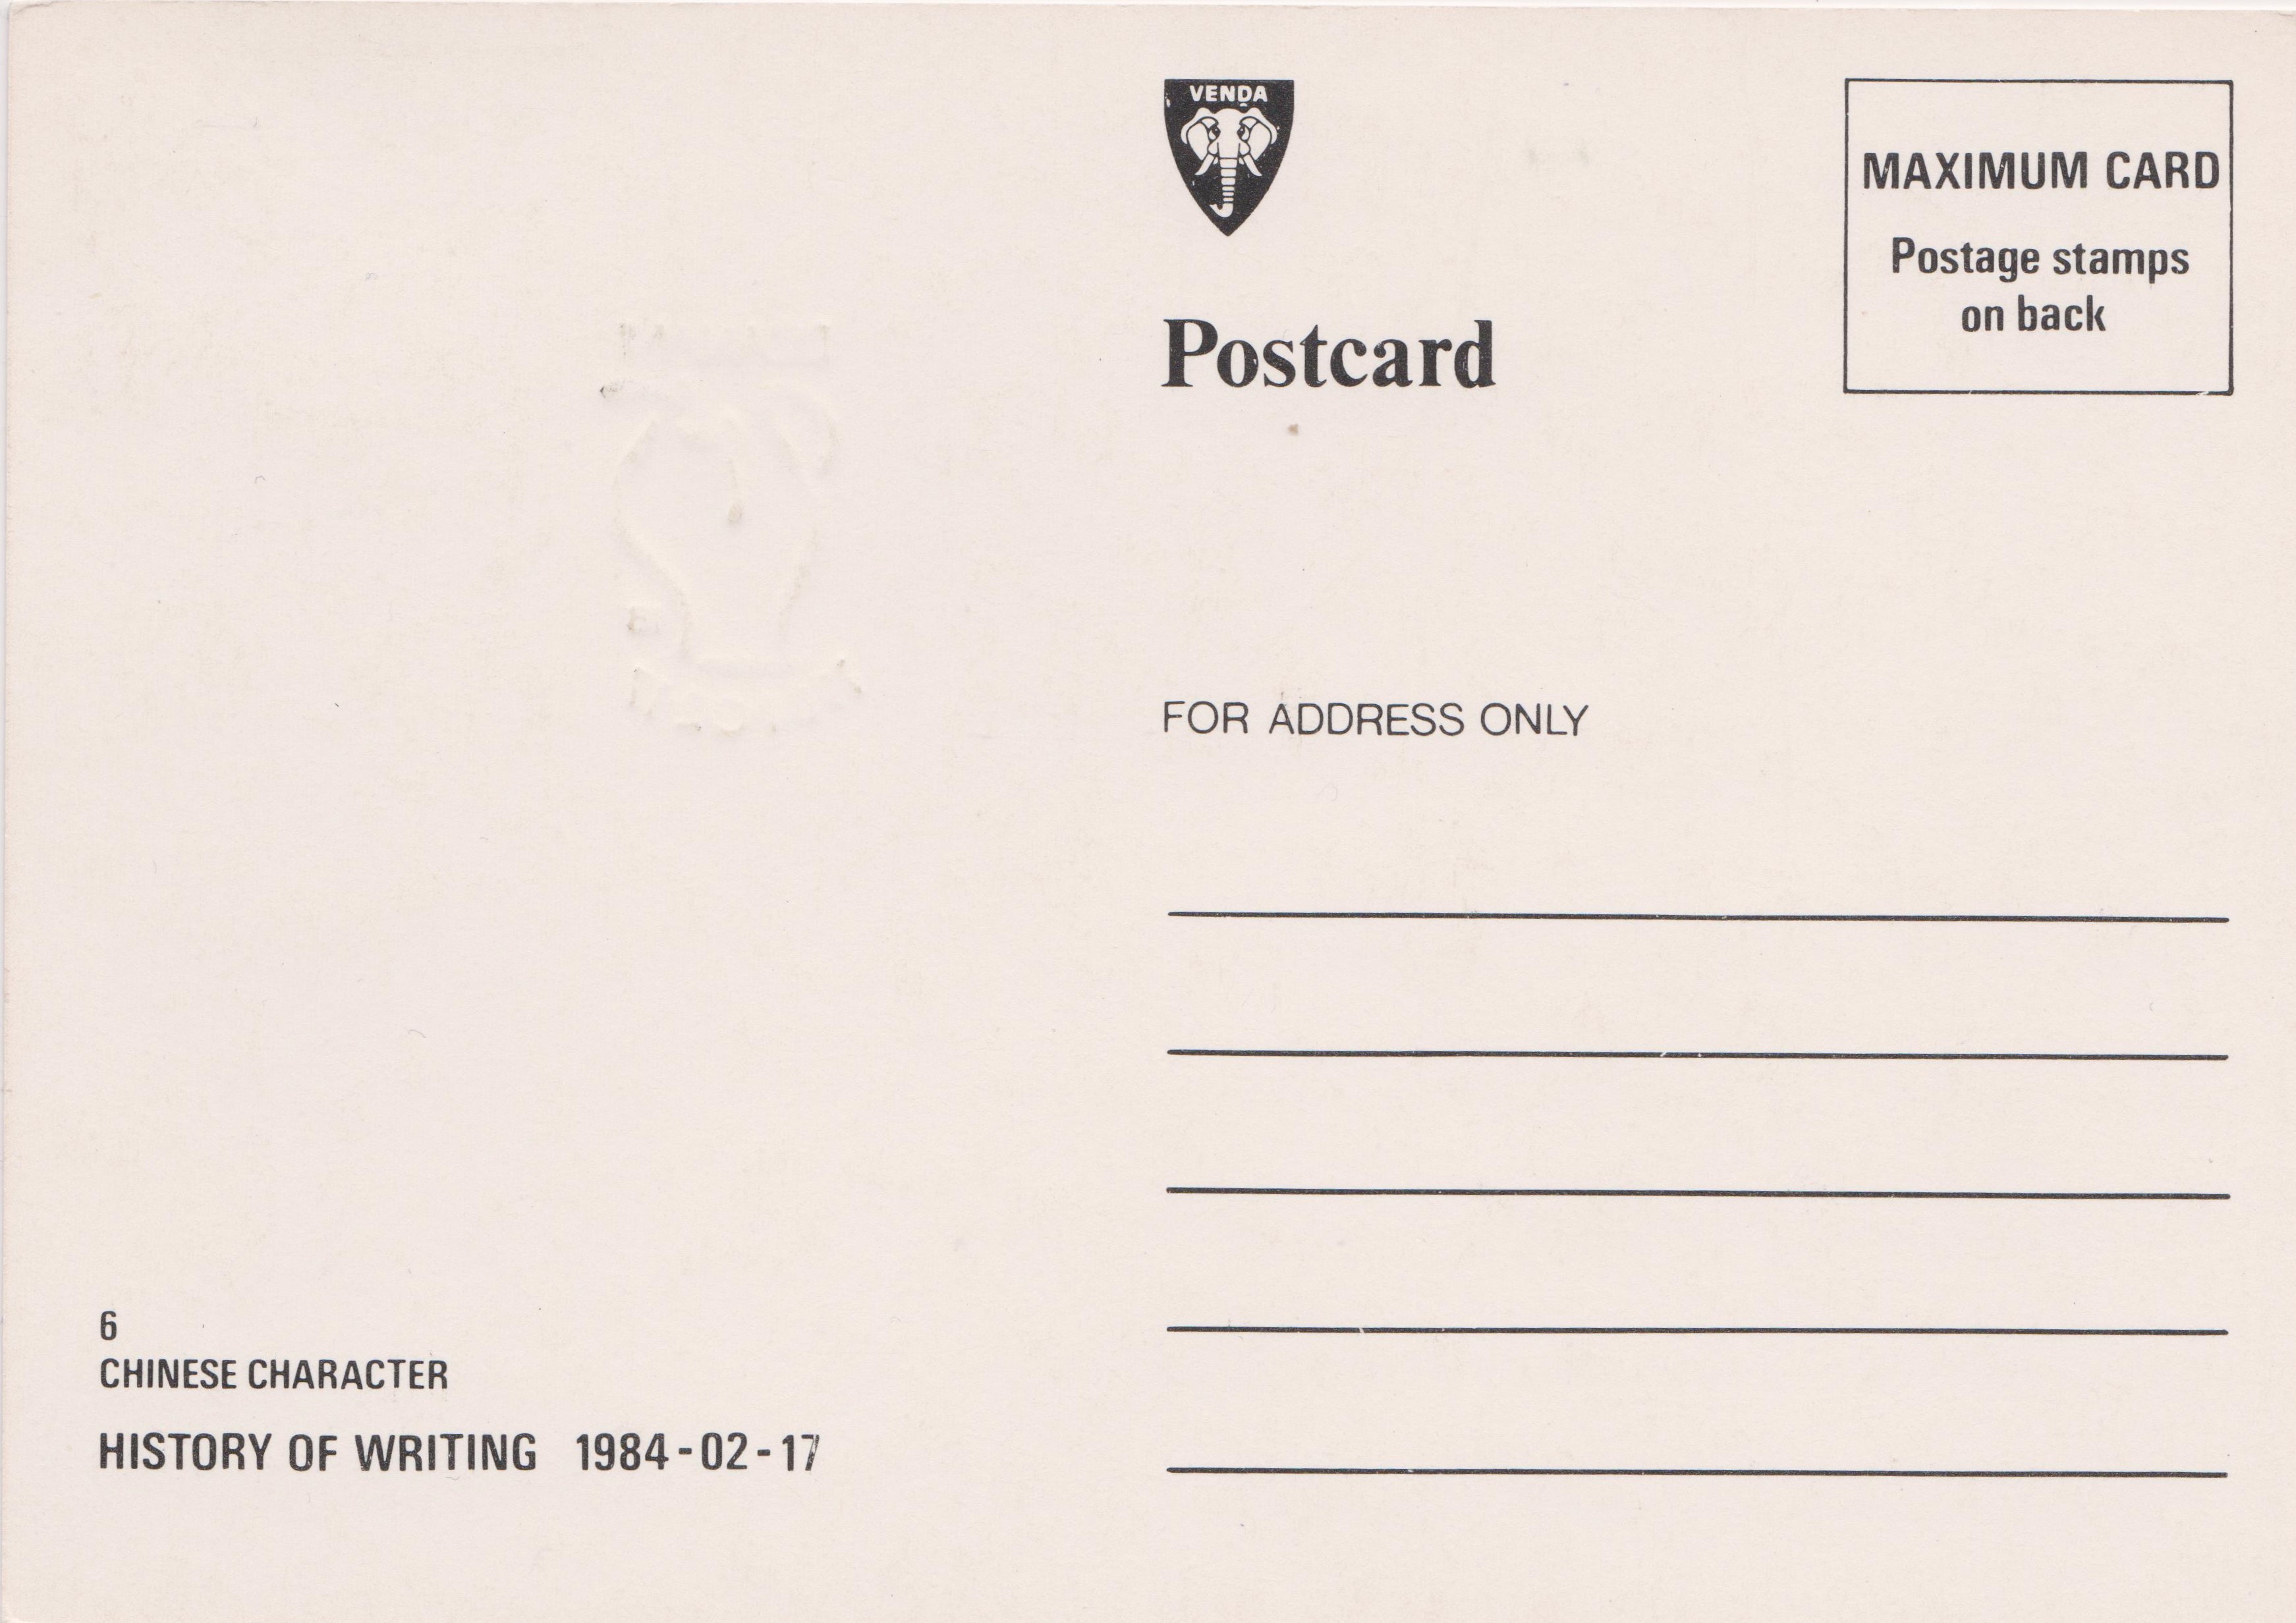 VENDA
MAXIMUM CARD
Postage stamps
on back
Postcard
FOR ADDRESS ONLY
6
CHINESE CHARACTER
HISTORY OF WRITING 1984-02-17